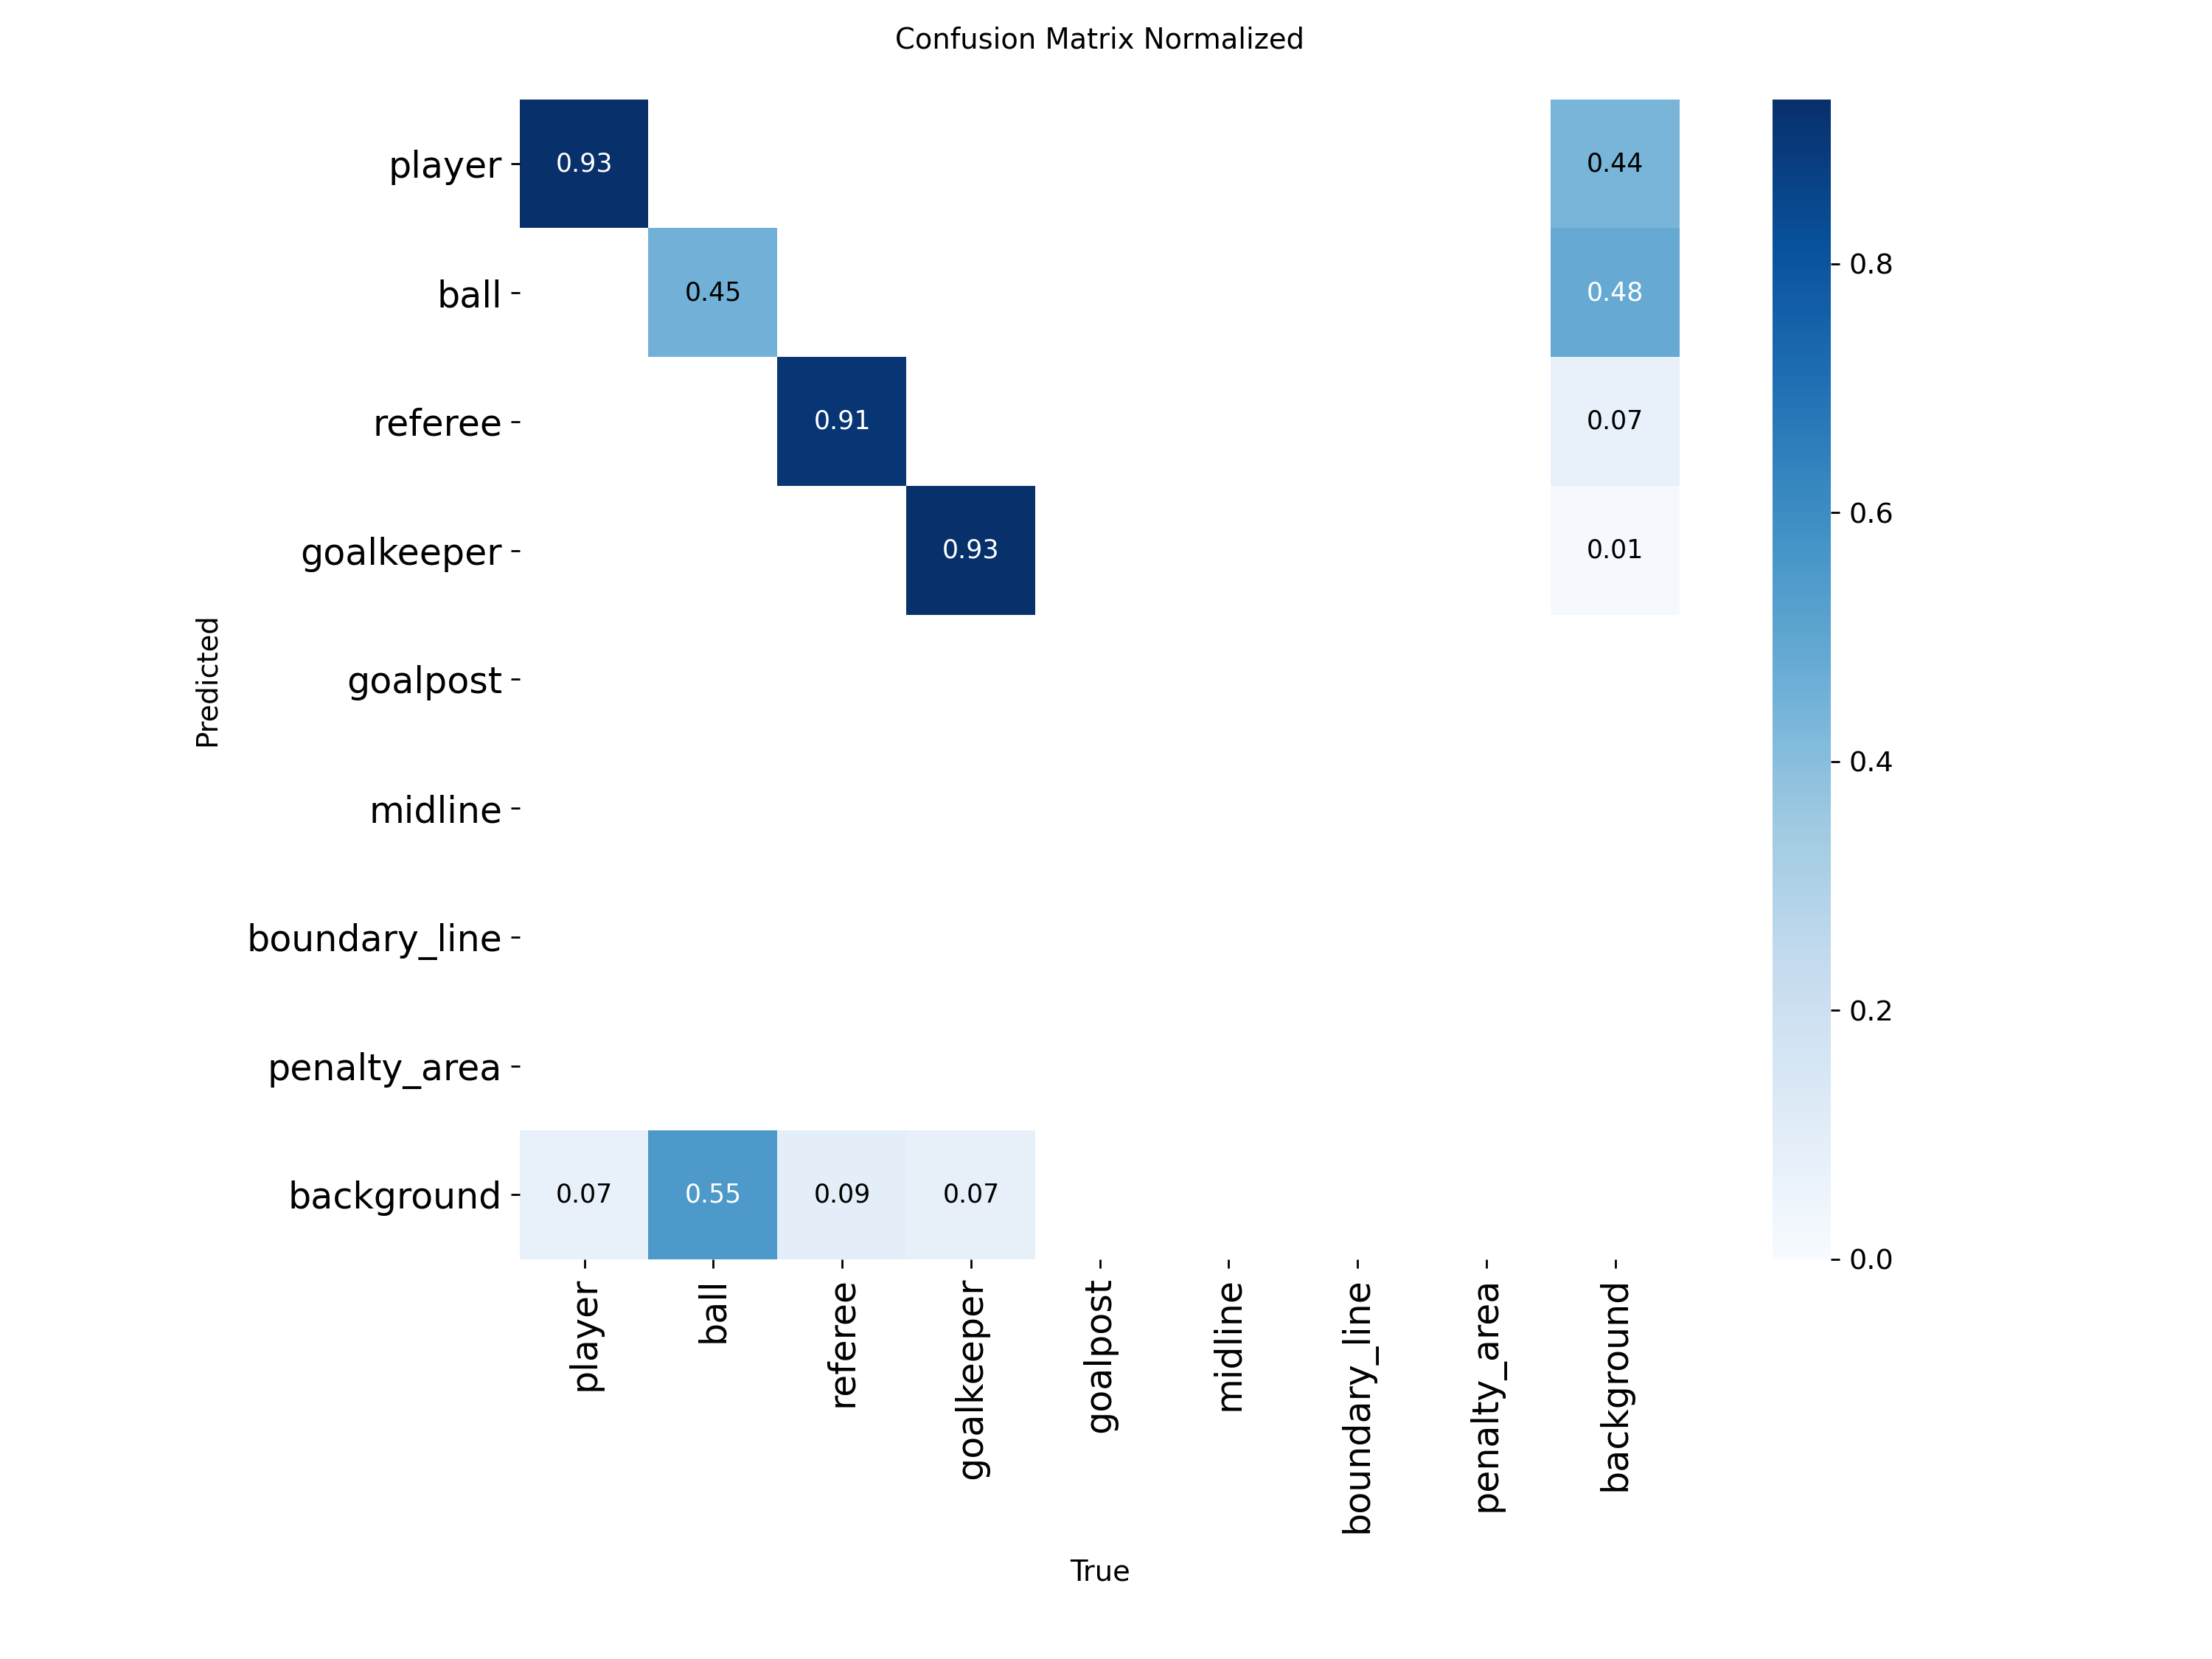 Confusion Matrix Normalized
player 0.93 0.44
ball 0.45 0.48 0.8
referee 0.91 0.07
goalkeeper 0.93 0.01 0.6
Predicted
goalpost
midline 0.4
boundary_line
penalty_area 0.2
background 0.07 0.55 0.09 0.07
0.0
player ball referee goalkeeper goalpost midline boundary_line penalty_area background
True